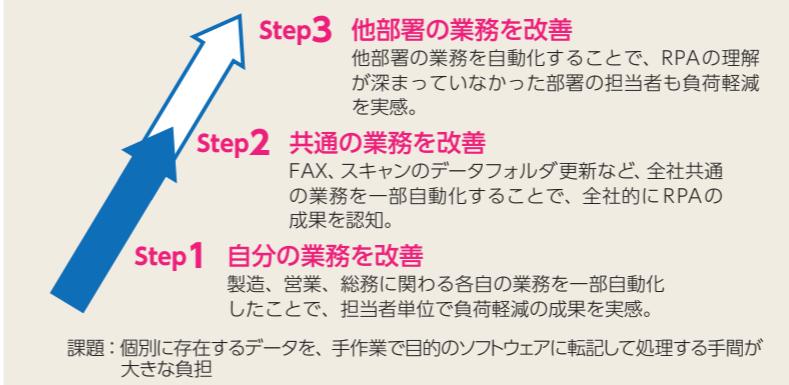 Step3 他部署の業務を改善
他部署の業務を自動化することで、RPAの理解
が深まっていなかった部署の担当者も負荷軽減
を実感。
Step2 共通の業務を改善
FAX、スキャンのデータフォルダ更新など、全社共通
の業務を一部自動化することで、全社的にRPAの
成果を認知。
Step1 自分の業務を改善
製造、営業、総務に関わる各自の業務を一部自動化
したことで、担当者単位で負荷軽減の成果を実感。
課題：個別に存在するデータを、手作業で目的のソフトウェアに転記して処理する手間が
大きな負担